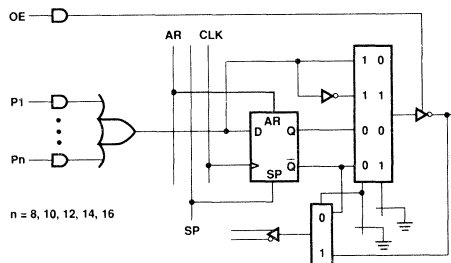 OE
AR CLK
1 0
P1
1 1
AR
D Q
0 0
Pn
Q
0 1
SP
n = 8, 10, 12, 14, 16
SP
0
1